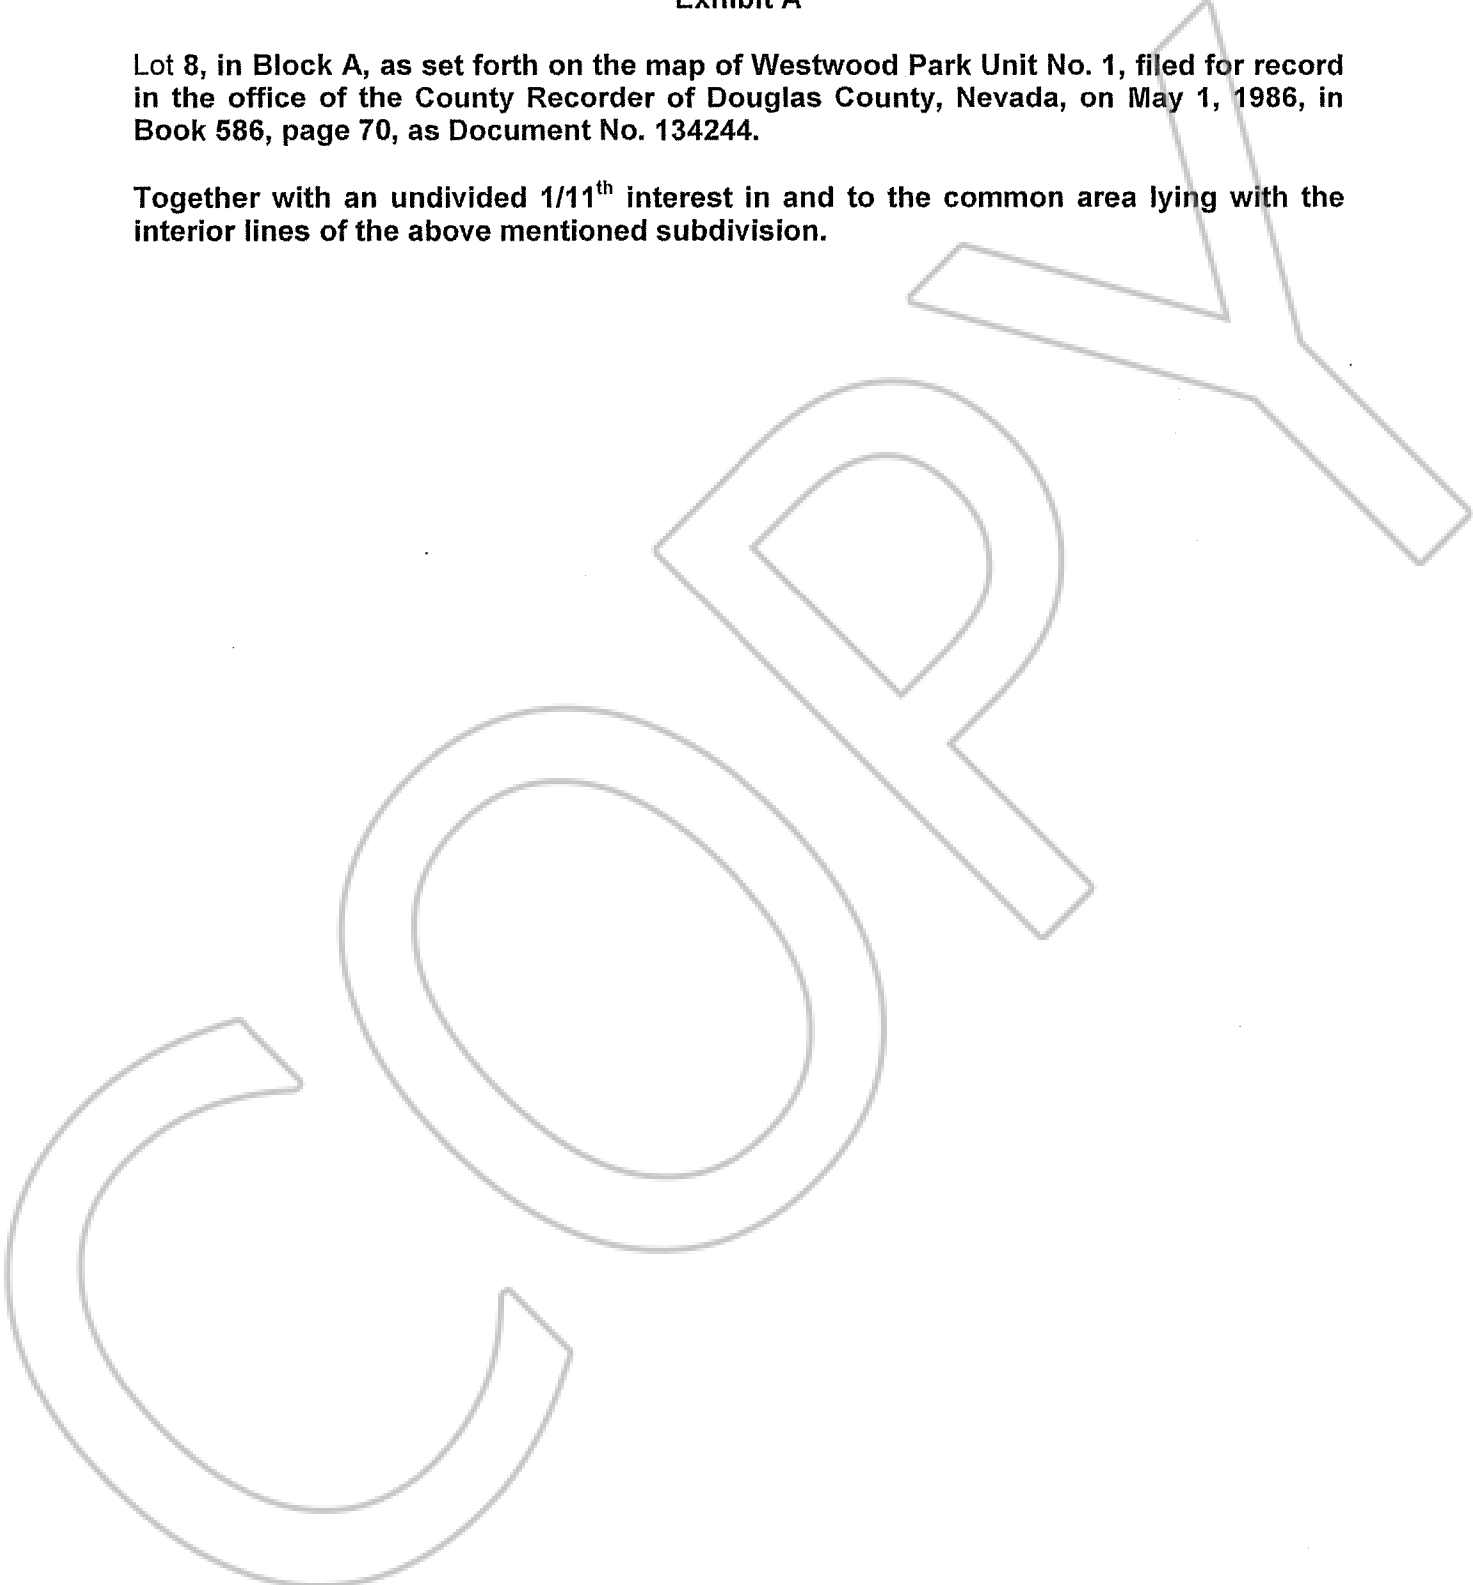 Exhibit A
Lot 8, in Block A, as set forth on the map of Westwood Park Unit No. 1, filed for record
in the office of the County Recorder of Douglas County, Nevada, on May 1, 1986, in
Book 586, page 70, as Document No. 134244.
Together with an undivided 1/11th interest in and to the common area lying with the
interior lines of the above mentioned subdivision.
COPY